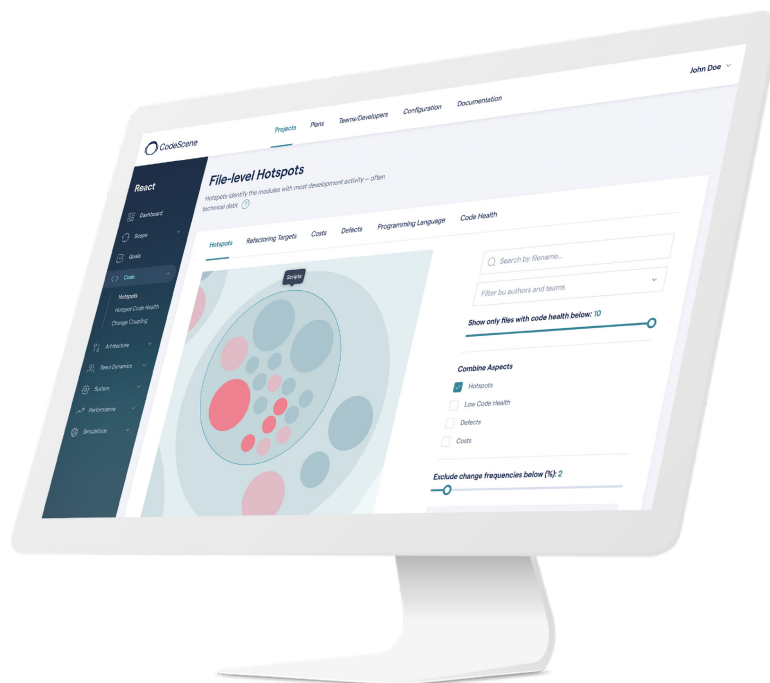 CodeScene
Projects
Plans
Teams/Developers
Configuration
Documentation
John Doe
React
Dashboard
Scope
Goals
Code
Hotspots
Hotspot Code Health
Change Coupling
Architecture
Team Dynamics
System
Performance
Simulations
File-level Hotspots
Hotspots identify the modules with most development activity – often
technical debt. ?
Hotspots
Refactoring Targets
Costs
Defects
Programming Language
Code Health
Scripts
Search by filename...
Filter bu authors and teams
Show only files with code health below: 10
Combine Aspects
Hotspots
Low Code Health
Defects
Costs
Exclude change frequencies below (%): 2